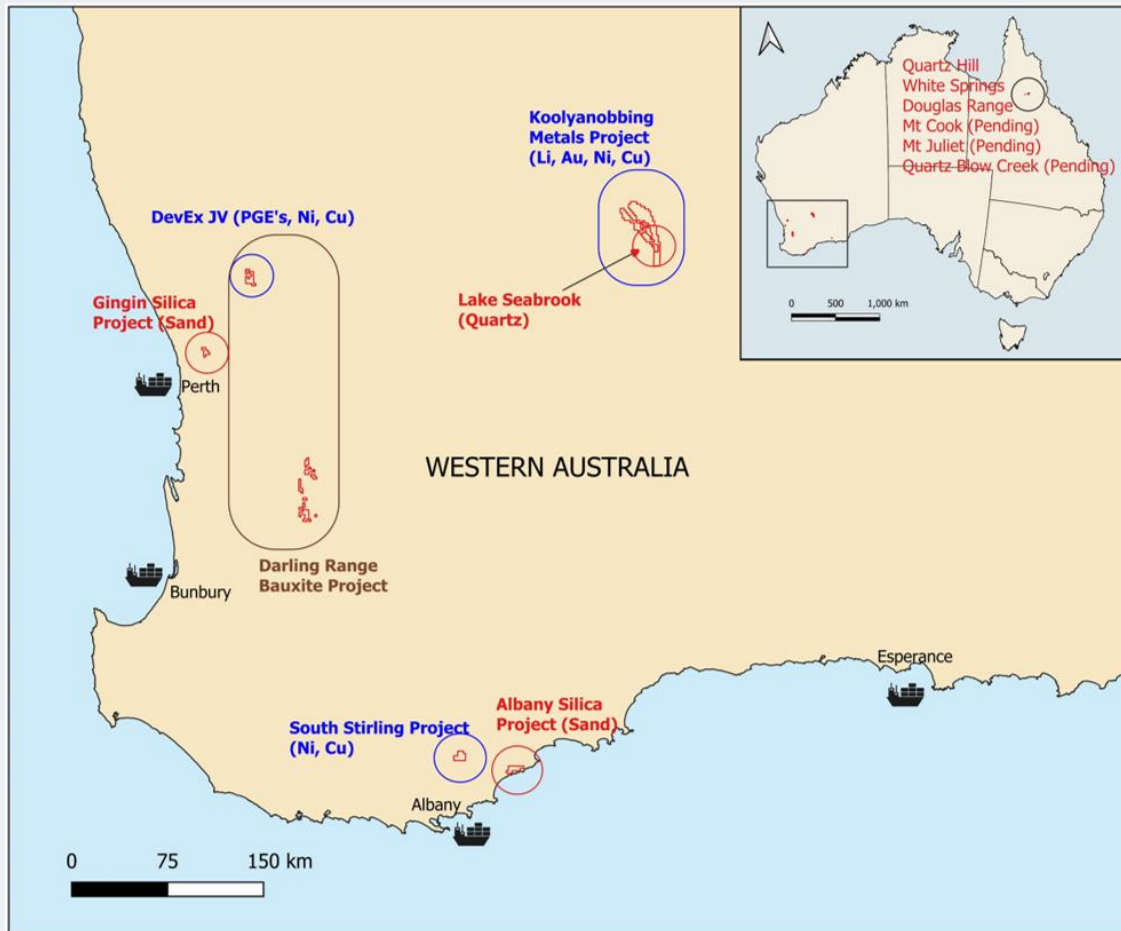 Koolyanobbing
Metals Project
(Li, Au, Ni, Cu)
DevEx JV (PGE's, Ni, Cu)
Gingin Silica
Project (Sand)
Lake Seabrook
(Quartz)
Perth
WESTERN AUSTRALIA
Darling Range
Bauxite Project
Bunbury
Esperance
Albany Silica
Project (Sand)
South Stirling Project
(Ni, Cu)
Albany
0 75 150 km
Quartz Hill
White Springs
Douglas Range
Mt Cook (Pending)
Mt Juliet (Pending)
Quartz Blow Creek (Pending)
0 500 1,000 km